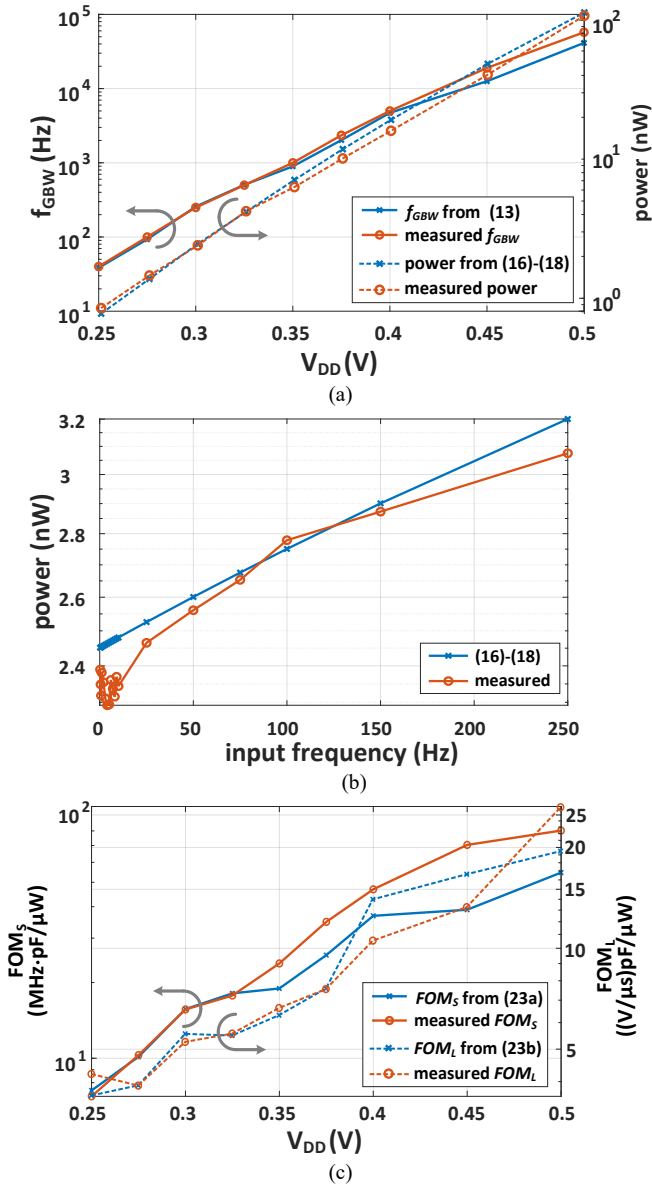 10^5
10^4
10^3
10^2
10^1
f_GBW (Hz)
10^2
10^1
10^0
power (nW)
f_GBW from (13)
measured f_GBW
power from (16)-(18)
measured power
0.25 0.3 0.35 0.4 0.45 0.5
V_DD (V)
(a)
3.2
3
2.8
2.6
2.4
power (nW)
(16)-(18)
measured
0 50 100 150 200 250
input frequency (Hz)
(b)
10^2
10^1
FOM_S
(MHz·pF/μW)
25
20
15
10
5
FOM_L
((V/μs)pF/μW)
FOM_S from (23a)
measured FOM_S
FOM_L from (23b)
measured FOM_L
0.25 0.3 0.35 0.4 0.45 0.5
V_DD (V)
(c)